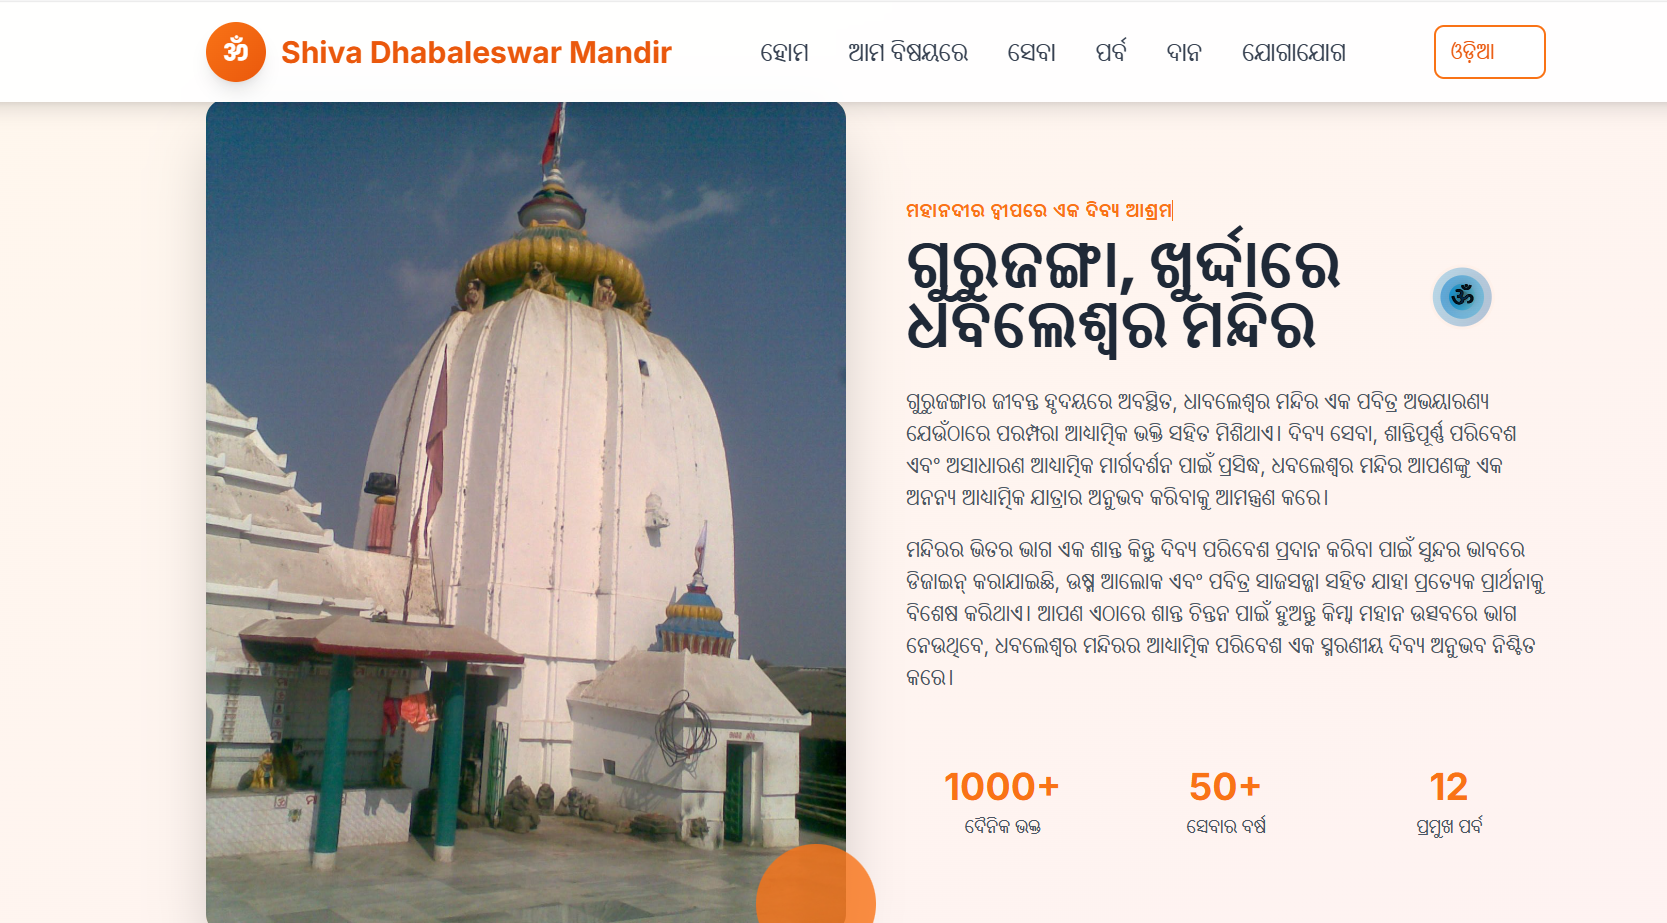 ॐ Shiva Dhabaleswar Mandir ହୋମ ଆମ ବିଷୟରେ ସେବା ପର୍ବ ଦାନ ଯୋଗାଯୋଗ ଓଡ଼ିଆ
ମହାନଦୀର ଦ୍ୱୀପରେ ଏକ ଦିବ୍ୟ ଆଶ୍ରମ
ଗୁରୁଜଙ୍ଗା, ଖୁର୍ଦ୍ଧାରେ
ଧବଲେଶ୍ୱର ମନ୍ଦିର
ॐ
ଗୁରୁଜଙ୍ଗାର ଜୀବନ୍ତ ହୃଦୟରେ ଅବସ୍ଥିତ, ଧାବଲେଶ୍ୱର ମନ୍ଦିର ଏକ ପବିତ୍ର ଅଭୟାରଣ୍ୟ
ଯେଉଁଠାରେ ପରମ୍ପରା ଆଧ୍ୟାତ୍ମିକ ଭକ୍ତି ସହିତ ମିଶିଥାଏ। ଦିବ୍ୟ ସେବା, ଶାନ୍ତିପୂର୍ଣ୍ଣ ପରିବେଶ
ଏବଂ ଅସାଧାରଣ ଆଧ୍ୟାତ୍ମିକ ମାର୍ଗଦର୍ଶନ ପାଇଁ ପ୍ରସିଦ୍ଧ, ଧବଲେଶ୍ୱର ମନ୍ଦିର ଆପଣଙ୍କୁ ଏକ
ଅନନ୍ୟ ଆଧ୍ୟାତ୍ମିକ ଯାତ୍ରାର ଅନୁଭବ କରିବାକୁ ଆମନ୍ତ୍ରଣ କରେ।
ମନ୍ଦିରର ଭିତର ଭାଗ ଏକ ଶାନ୍ତ କିନ୍ତୁ ଦିବ୍ୟ ପରିବେଶ ପ୍ରଦାନ କରିବା ପାଇଁ ସୁନ୍ଦର ଭାବରେ
ଡିଜାଇନ୍ କରାଯାଇଛି, ଉଷ୍ମ ଆଲୋକ ଏବଂ ପବିତ୍ର ସାଜସଜ୍ଜା ସହିତ ଯାହା ପ୍ରତ୍ୟେକ ପ୍ରାର୍ଥନାକୁ
ବିଶେଷ କରିଥାଏ। ଆପଣ ଏଠାରେ ଶାନ୍ତ ଚିନ୍ତନ ପାଇଁ ହୁଅନ୍ତୁ କିମ୍ବା ମହାନ ଉତ୍ସବରେ ଭାଗ
ନେଉଥିବେ, ଧବଲେଶ୍ୱର ମନ୍ଦିରର ଆଧ୍ୟାତ୍ମିକ ପରିବେଶ ଏକ ସ୍ମରଣୀୟ ଦିବ୍ୟ ଅନୁଭବ ନିଶ୍ଚିତ
କରେ।
1000+ 50+ 12
ଦୈନିକ ଭକ୍ତ ସେବାର ବର୍ଷ ପ୍ରମୁଖ ପର୍ବ